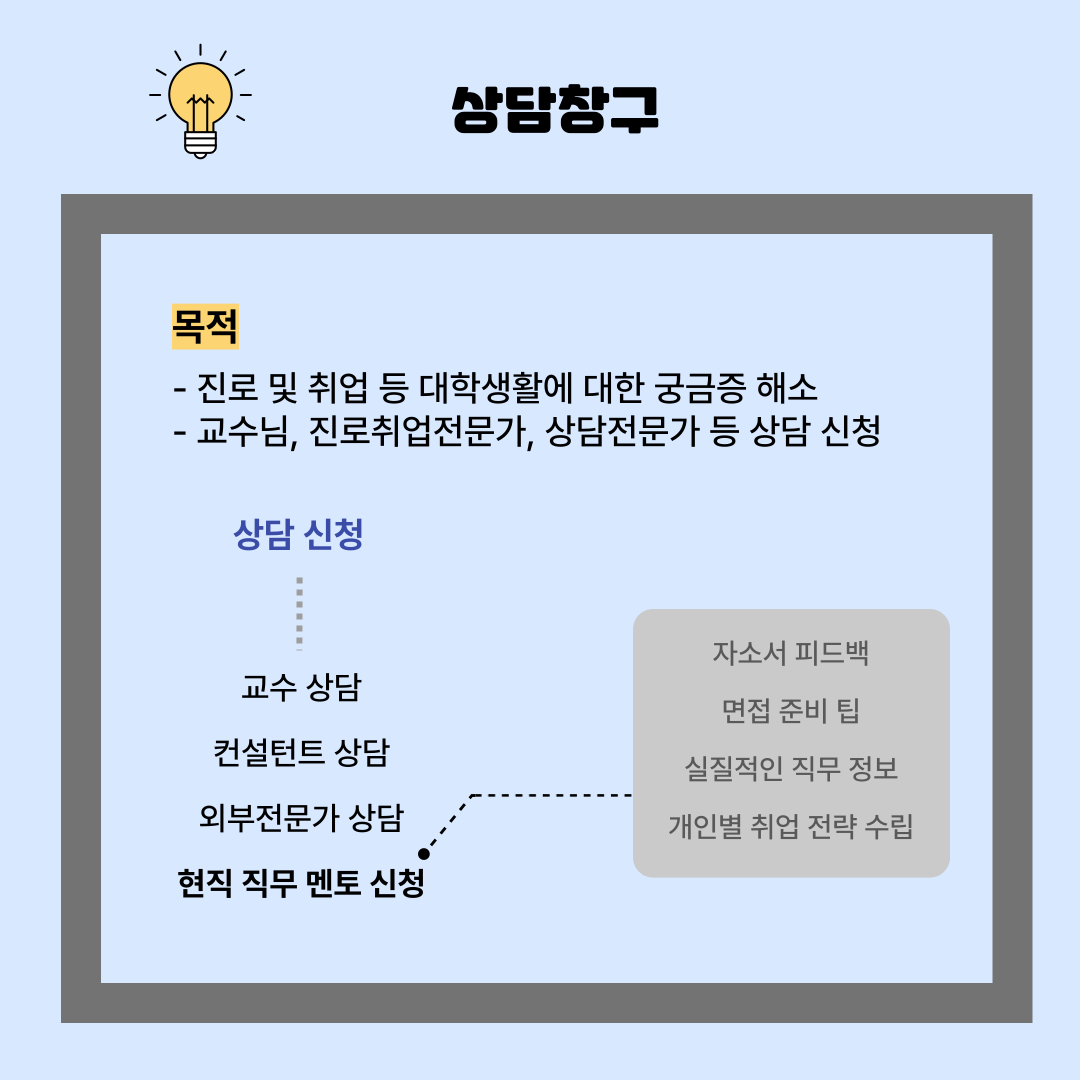 상담창구
목적
- 진로 및 취업 등 대학생활에 대한 궁금증 해소
- 교수님, 진로취업전문가, 상담전문가 등 상담 신청
상담 신청
교수 상담
컨설턴트 상담
외부전문가 상담
현직 직무 멘토 신청
자소서 피드백
면접 준비 팁
실질적인 직무 정보
개인별 취업 전략 수립